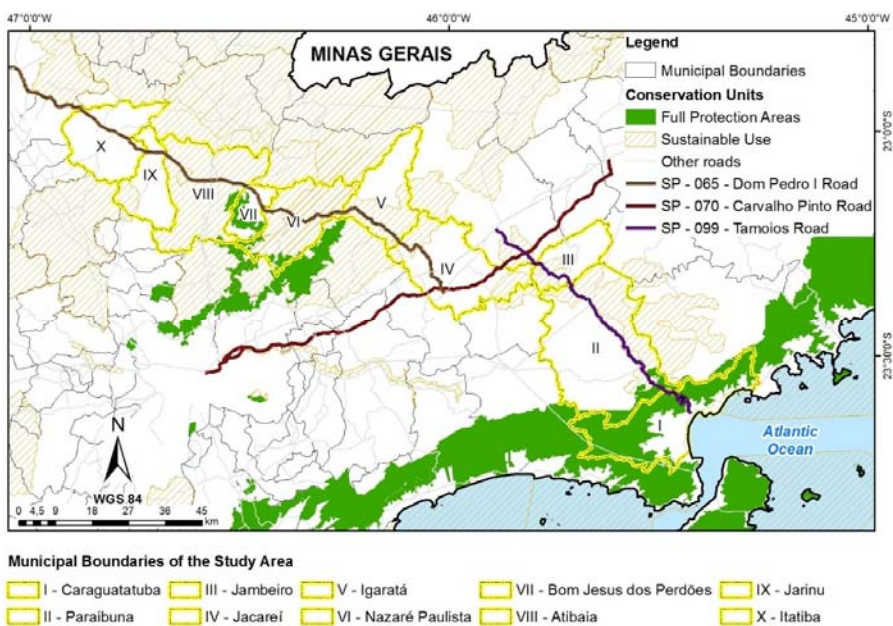 47°0'0"W
46°0'0"W
45°0'0"W
MINAS GERAIS
Legend
Municipal Boundaries
Conservation Units
Full Protection Areas
Sustainable Use
Other roads
SP - 065 - Dom Pedro I Road
SP - 070 - Carvalho Pinto Road
SP - 099 - Tamoios Road
21°0'0"S
23°30'0"S
X
IX
VIII
VII
VI
V
IV
III
II
I
Atlantic
Ocean
N
WGS 84
0 4,5 9 18 27 36 45
km
Municipal Boundaries of the Study Area
I - Caraguatatuba III - Jambeiro V - Igaratá VII - Bom Jesus dos Perdões IX - Jarinu
II - Paraibuna IV - Jacareí VI - Nazaré Paulista VIII - Atibaia X - Itatiba